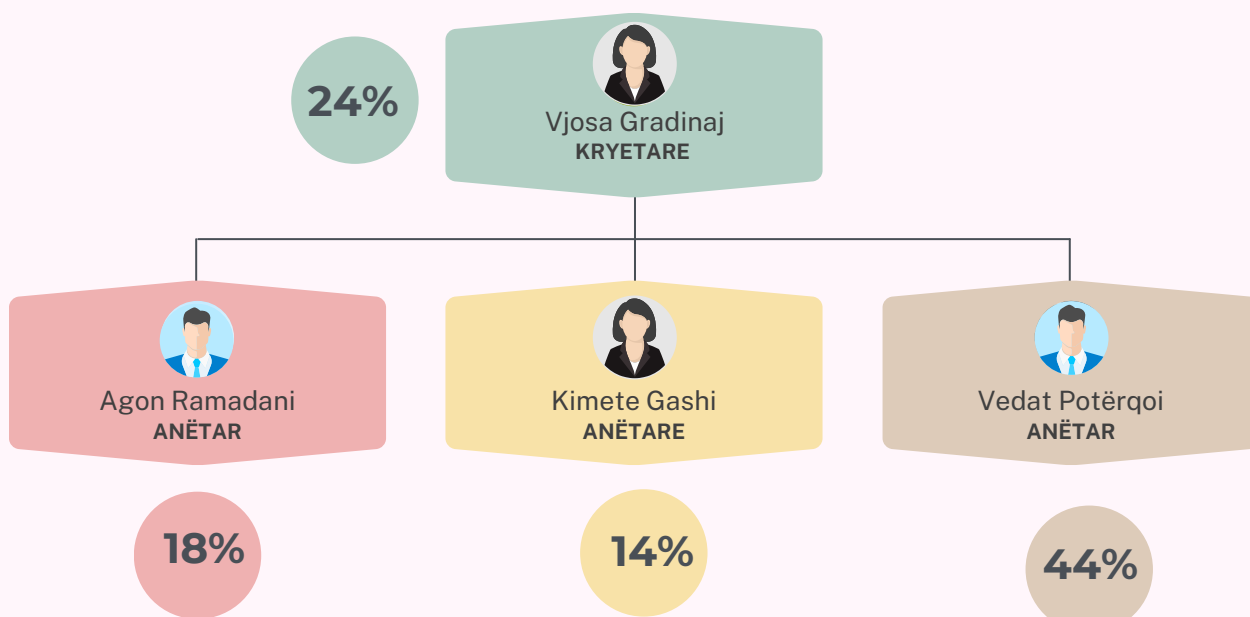 24%
Vjosa Gradinaj
KRYETARE
Agon Ramadani
ANËTAR
Kimete Gashi
ANËTARE
Vedat Potërqoi
ANËTAR
18%
14%
44%